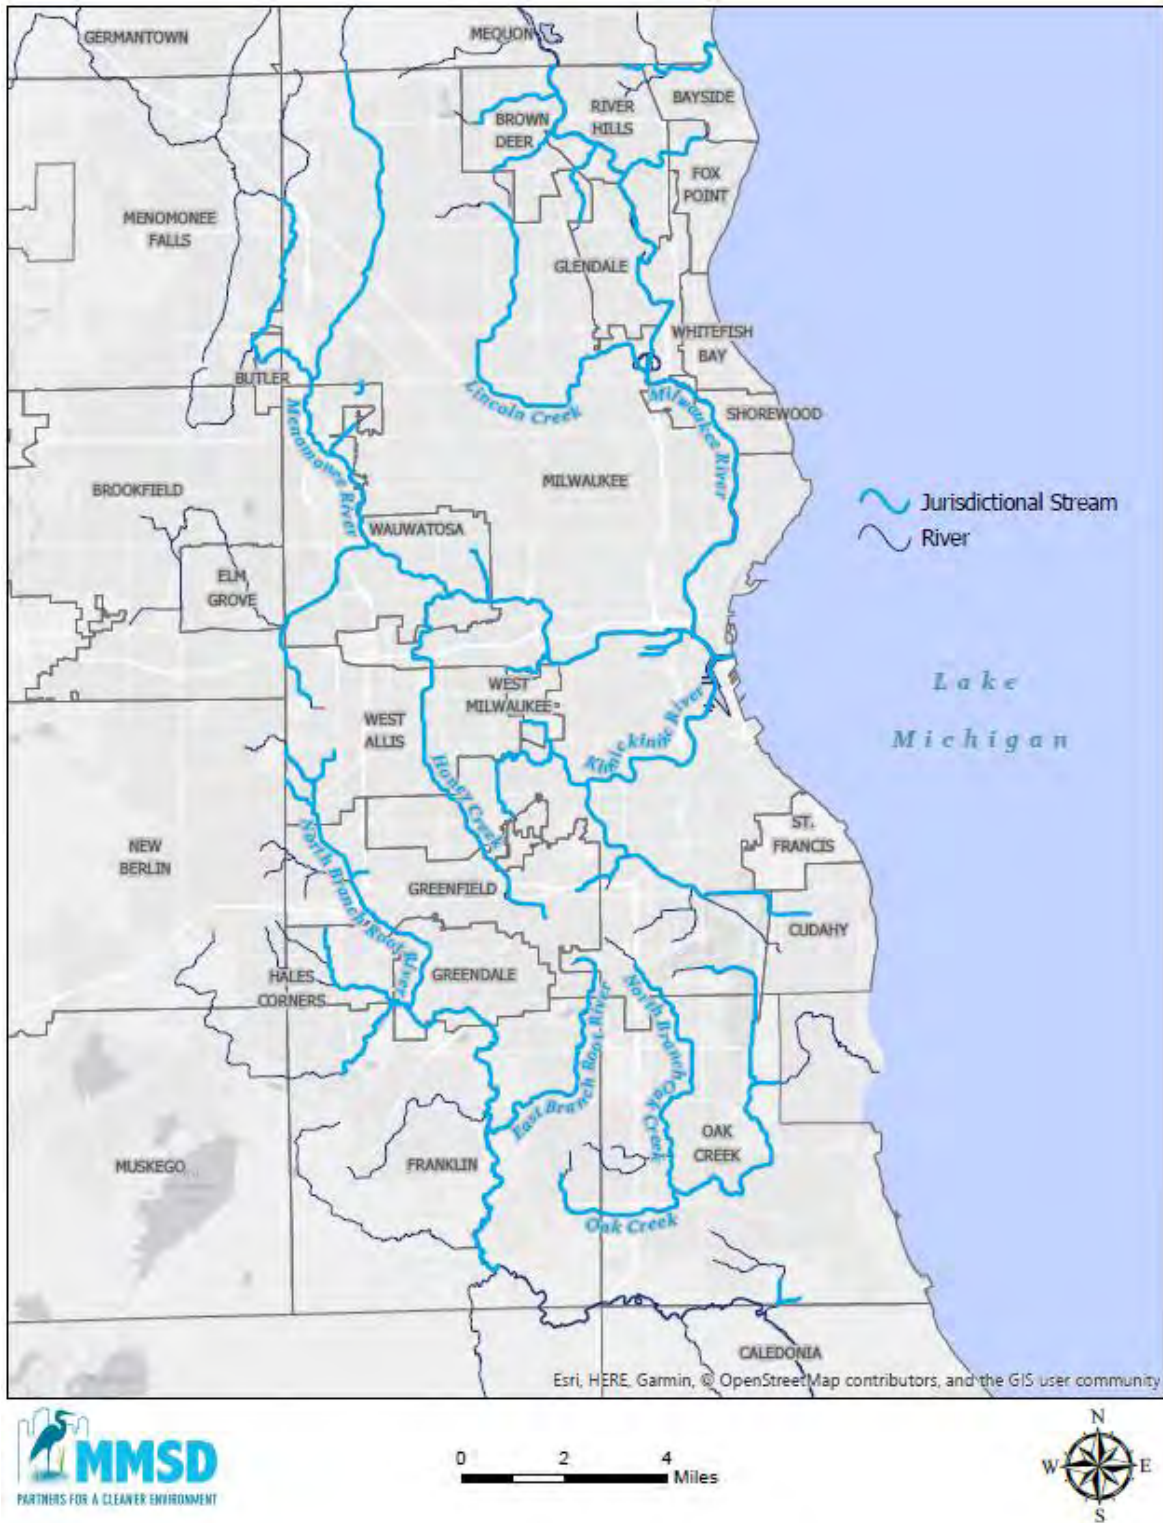 GERMANTOWN
MEQUON
BAYSIDE
RIVER
HILLS
BROWN
DEER
FOX
POINT
MENOMONEE
FALLS
GLENDALE
WHITEFISH
BAY
BUTLER
Lincoln Creek
Milwaukee River
SHOREWOOD
Menomonee River
MILWAUKEE
BROOKFIELD
Jurisdictional Stream
WAUWATOSA
River
ELM
GROVE
Lake
Michigan
WEST
MILWAUKEE
WEST
ALLIS
Kinnickinnic River
Honey Creek
ST.
FRANCIS
NEW
BERLIN
North Branch Root River
GREENFIELD
CUDAHY
HALES
CORNERS
GREENDALE
North Branch Oak Creek
East Branch Root River
OAK
CREEK
MUSKEGO
FRANKLIN
Oak Creek
CALEDONIA
Esri, HERE, Garmin, © OpenStreetMap contributors, and the GIS user community
MMSD
PARTNERS FOR A CLEANER ENVIRONMENT
0 2 4
Miles
N
W E
S